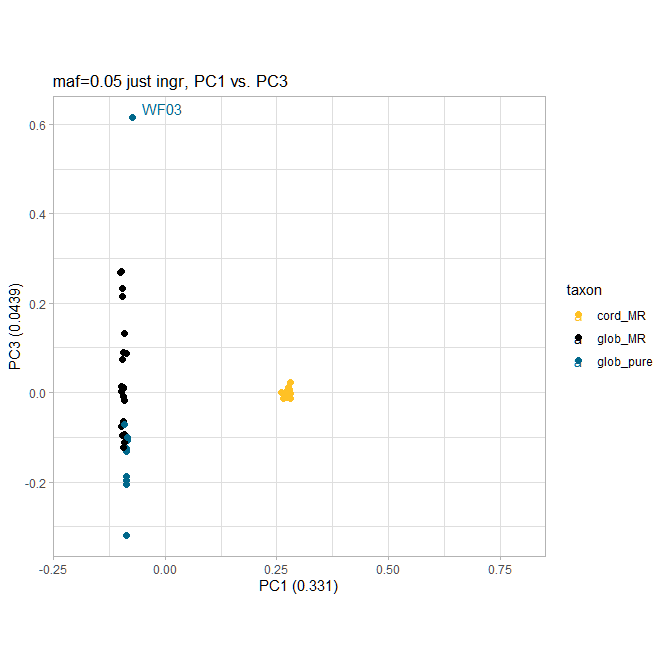 maf=0.05 just ingr, PC1 vs. PC3
WF03
0.6
0.4
0.2
0.0
-0.2
PC3 (0.0439)
-0.25
0.00
0.25
0.50
0.75
PC1 (0.331)
taxon
a cord_MR
a glob_MR
a glob_pure